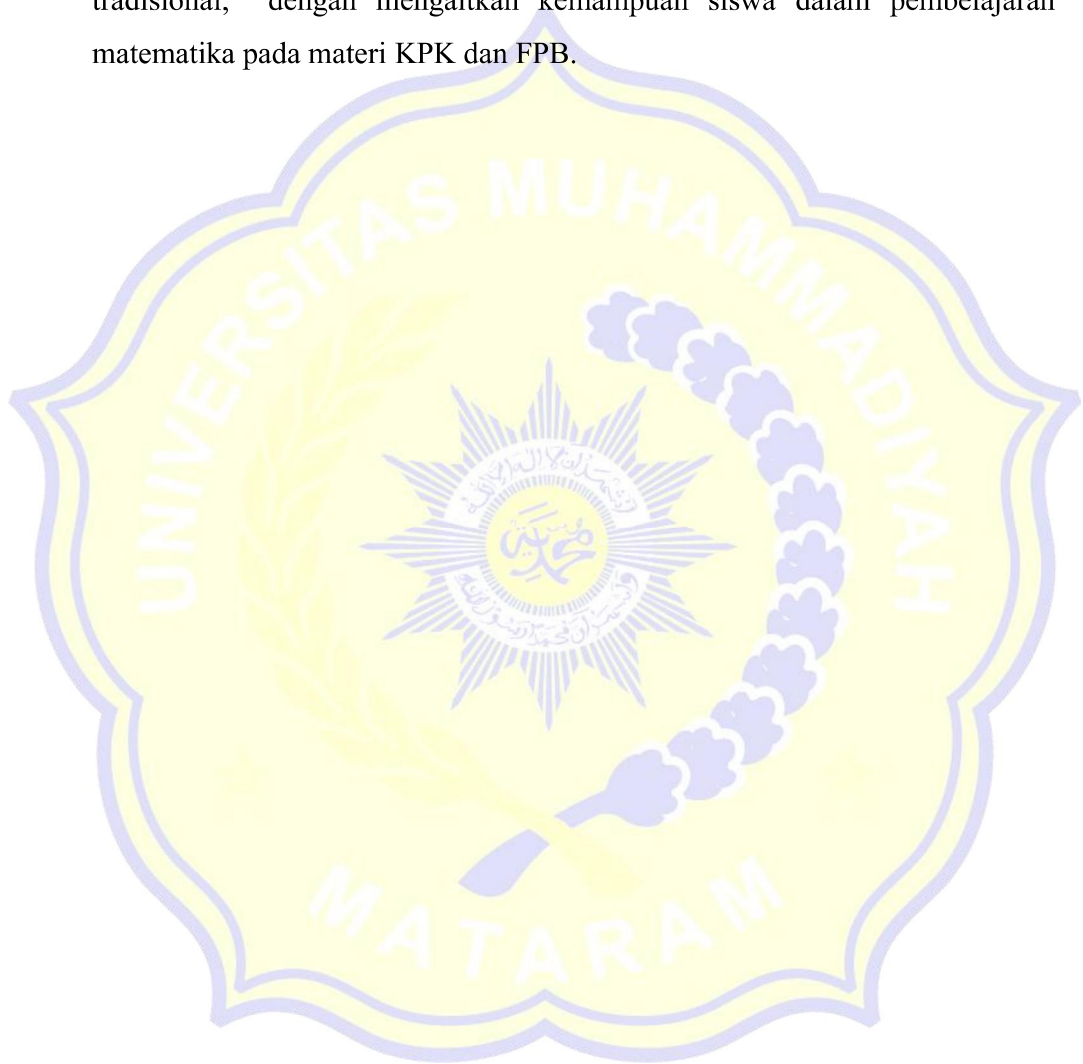 tradisional, dengan mengaitkan kemampuan siswa dalam pembelajaran
matematika pada materi KPK dan FPB.
UNIVERSITAS MUHAMMADIYAH
MATARAM